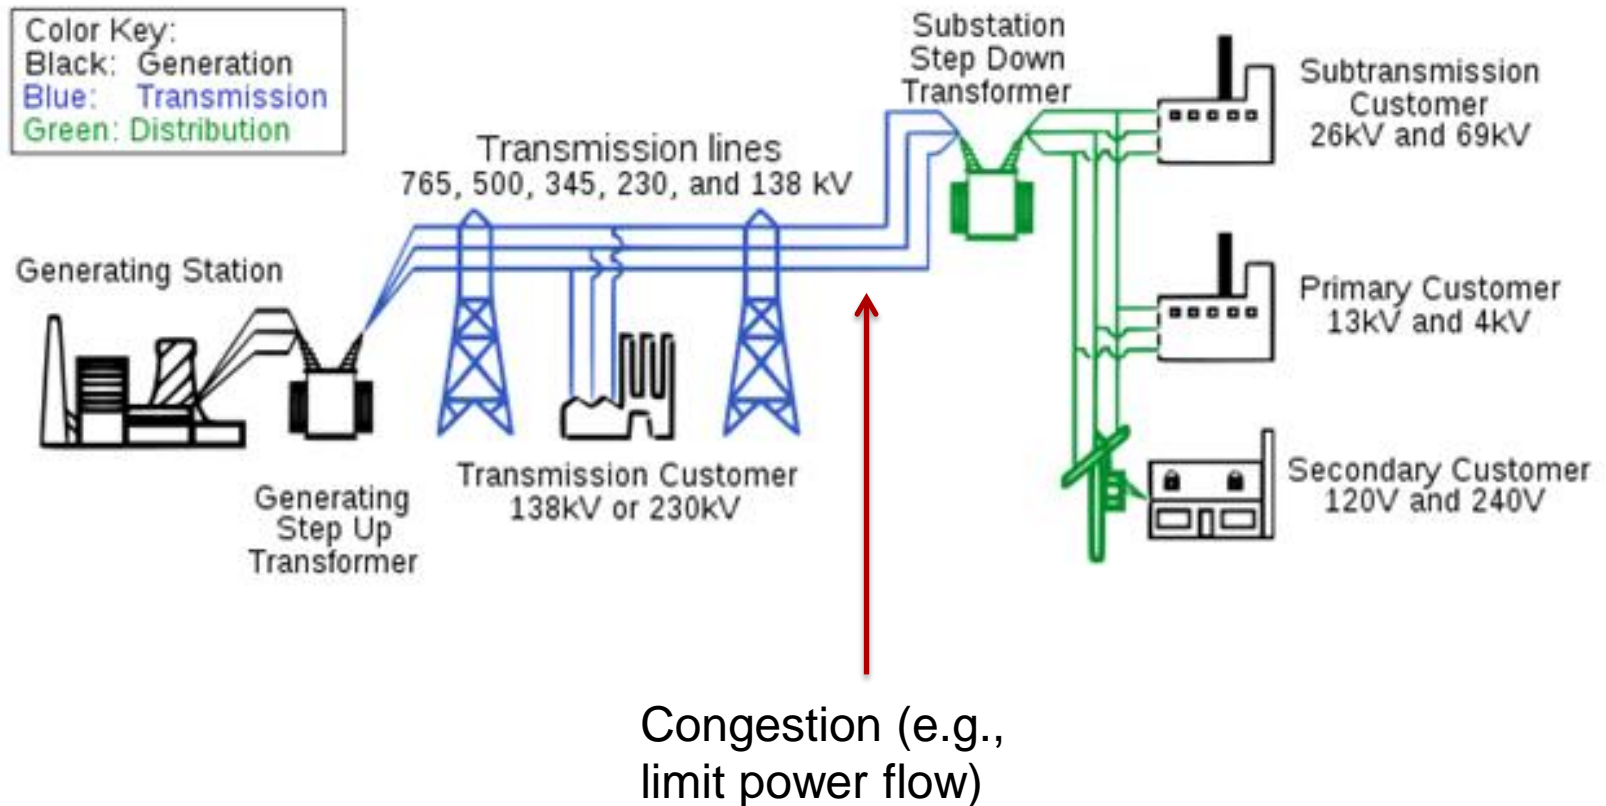 Color Key:
Black: Generation
Blue: Transmission
Green: Distribution
Substation
Step Down
Transformer
Subtransmission
Customer
26kV and 69kV
Transmission lines
765, 500, 345, 230, and 138 kV
Generating Station
Primary Customer
13kV and 4kV
Transmission Customer
138kV or 230kV
Secondary Customer
120V and 240V
Generating
Step Up
Transformer
Congestion (e.g.,
limit power flow)